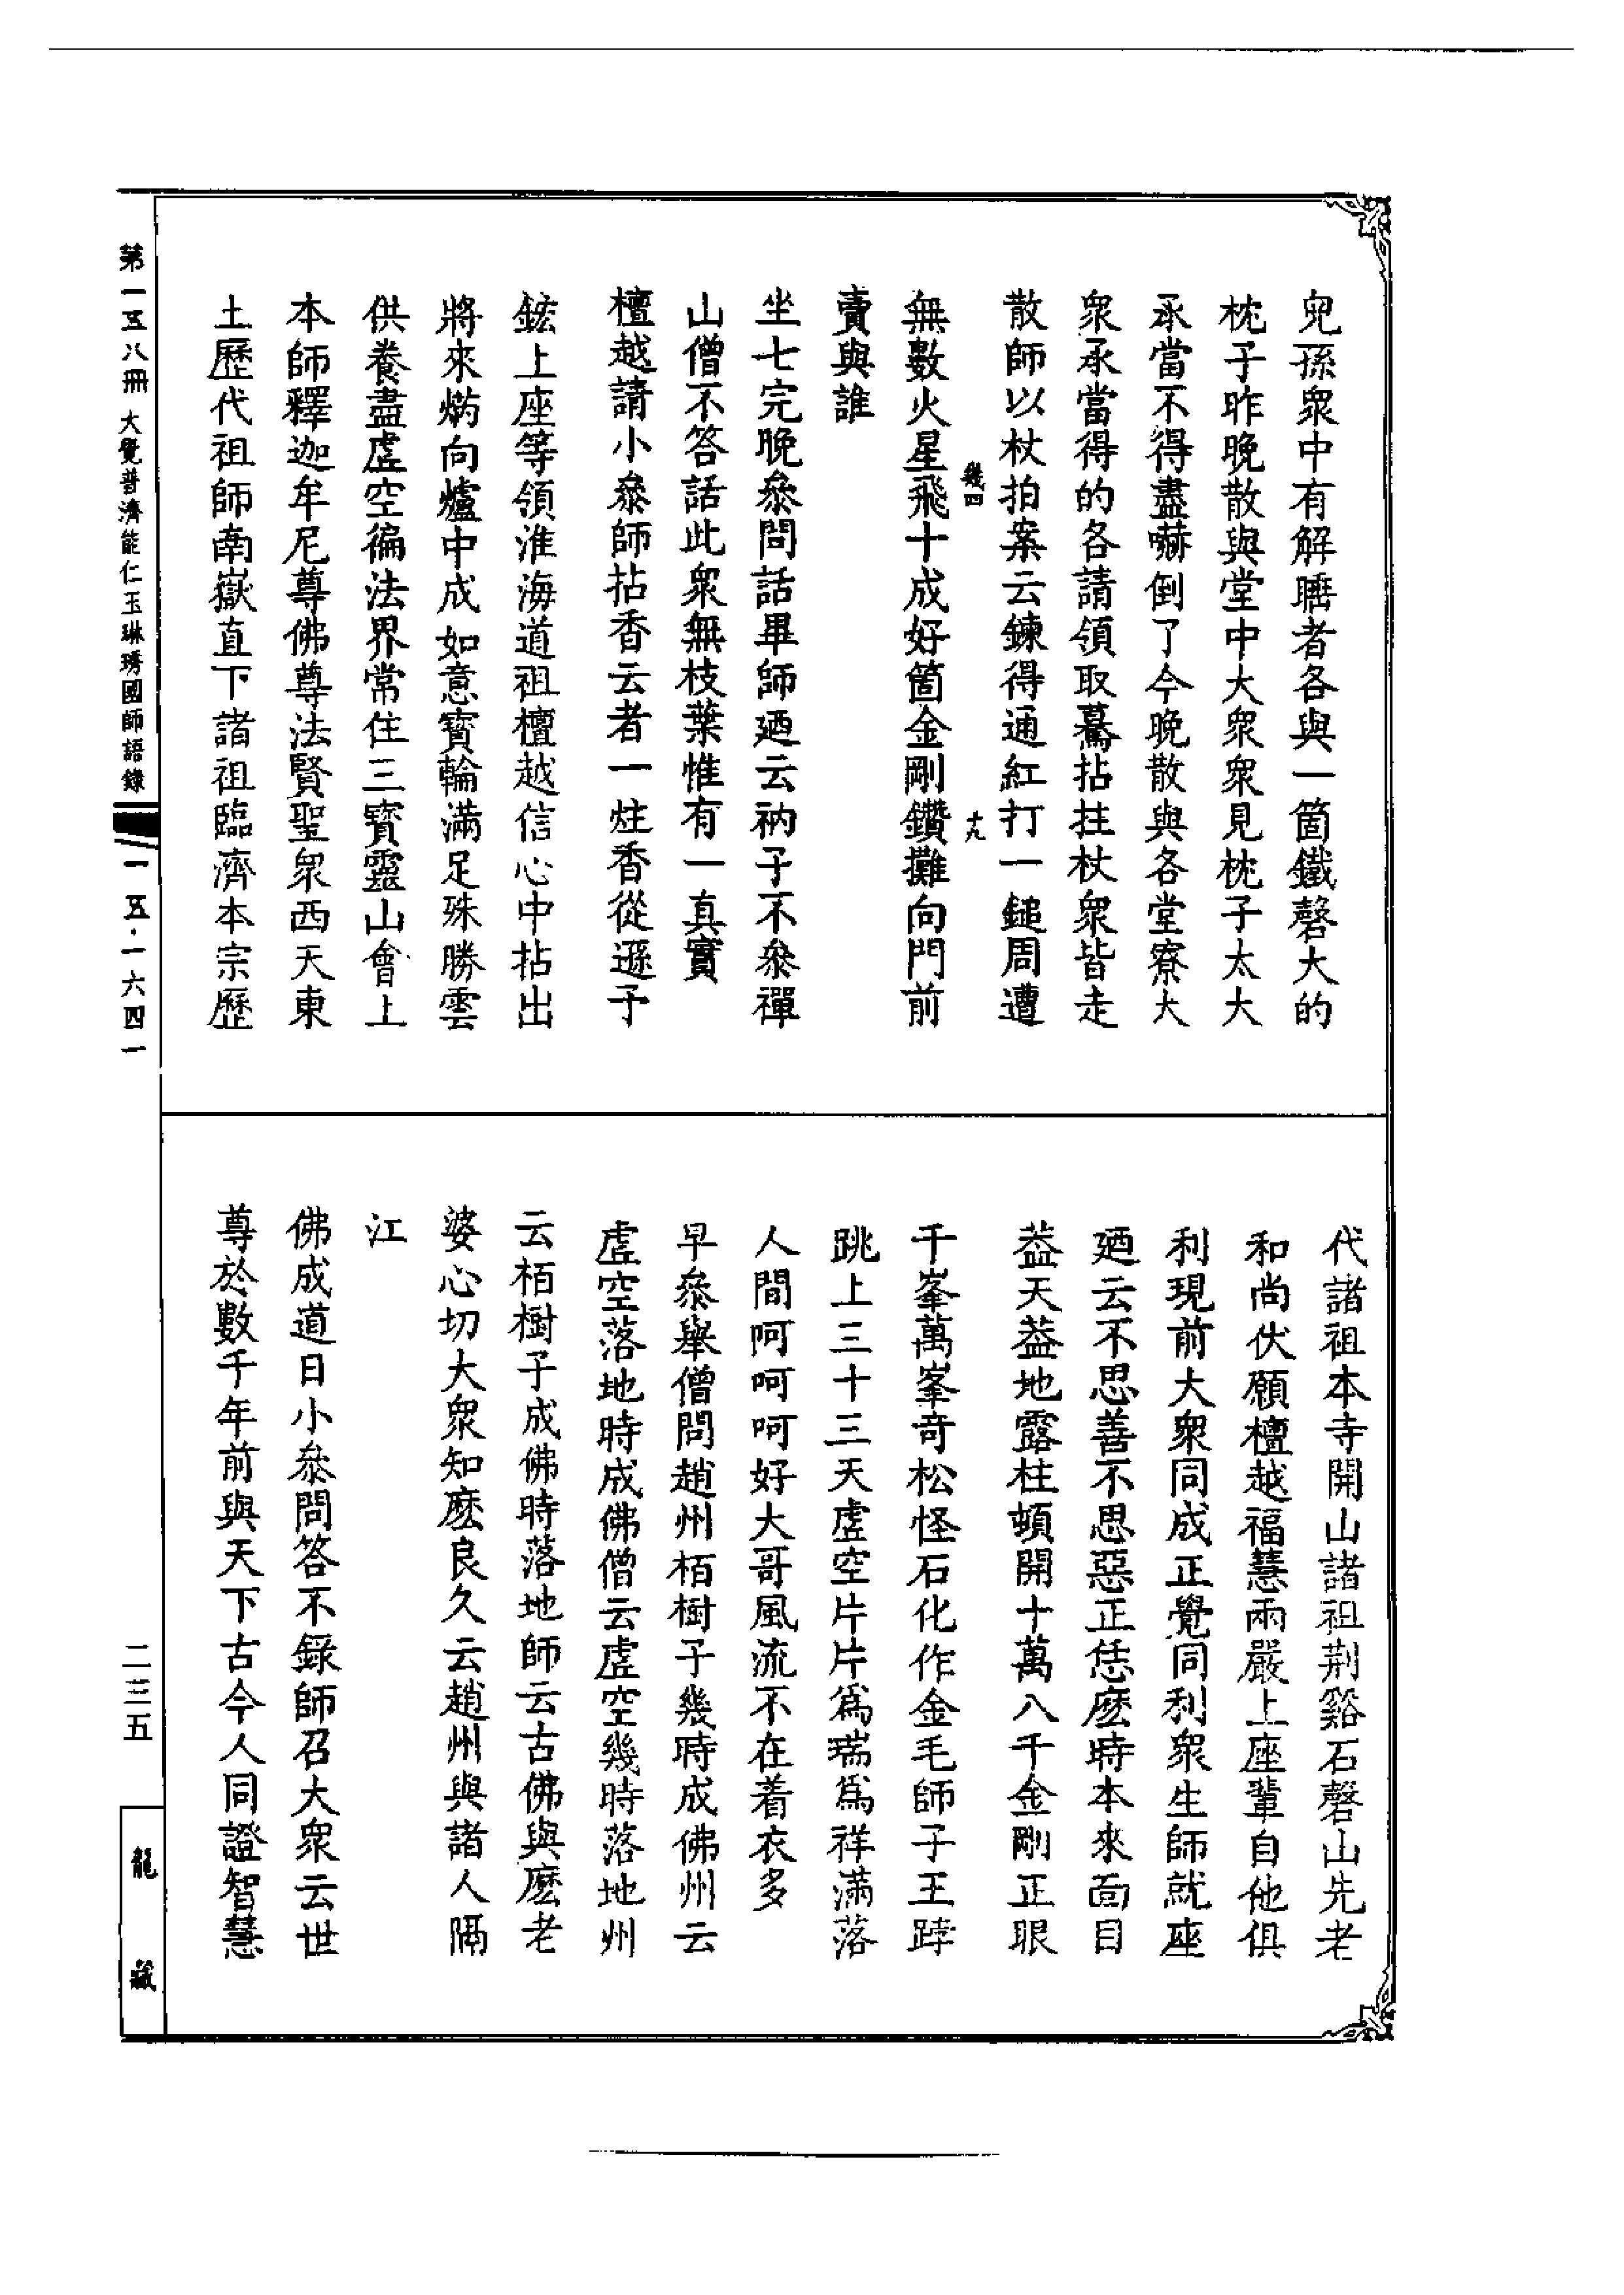 兒孫衆中有解聽者各與一箇鐵磬大的
枕子昨晚散與堂中大衆衆見枕子太大
承當不得盡嚇倒了今晚散與各堂寮大
衆承當得的各請領取驀拈拄杖衆皆走
散師以杖拍案云鍊得通紅打一鎚周遭
幾四
十九
無數火星飛十成好箇金剛鑽攤向門前
賣與誰
坐七完晚叅問話畢師廼云衲子不叅禪
山僧不答話此衆無枝葉惟有一真實
檀越請小叅師拈香云者一炷香從遜于
鉉上座等領淮海道祖檀越信心中拈出
將來爇向爐中成如意寳輪滿足殊勝雲
供養盡虗空徧法界常住三寳靈山會上
本師釋迦牟尼尊佛尊法賢聖衆西天東
土歷代祖師南嶽直下諸祖臨濟本宗歷
代諸祖本寺開山諸祖荆谿石磬山先老
和尚伏願檀越福慧兩嚴上座輩自他俱
利現前大衆同成正覺同利衆生師就座
廼云不思善不思惡正恁麽時本來面目
葢天葢地露柱頓開十萬八千金剛正眼
千峯萬峯奇松怪石化作金毛師子王𨁝
跳上三十三天虗空片片爲瑞爲祥滿落
人間呵呵呵好大哥風流不在着衣多
早叅舉僧問趙州栢樹子幾時成佛州云
虗空落地時成佛僧云虗空幾時落地州
云栢樹子成佛時落地師云古佛與麽老
婆心切大衆知麽良久云趙州與諸人隔
江
佛成道日小叅問答不錄師召大衆云世
尊於數千年前與天下古今人同證智慧
第一五八冊 大覺普濟能仁玉琳琇國師語錄
一五·一六四一
二三五
龍藏